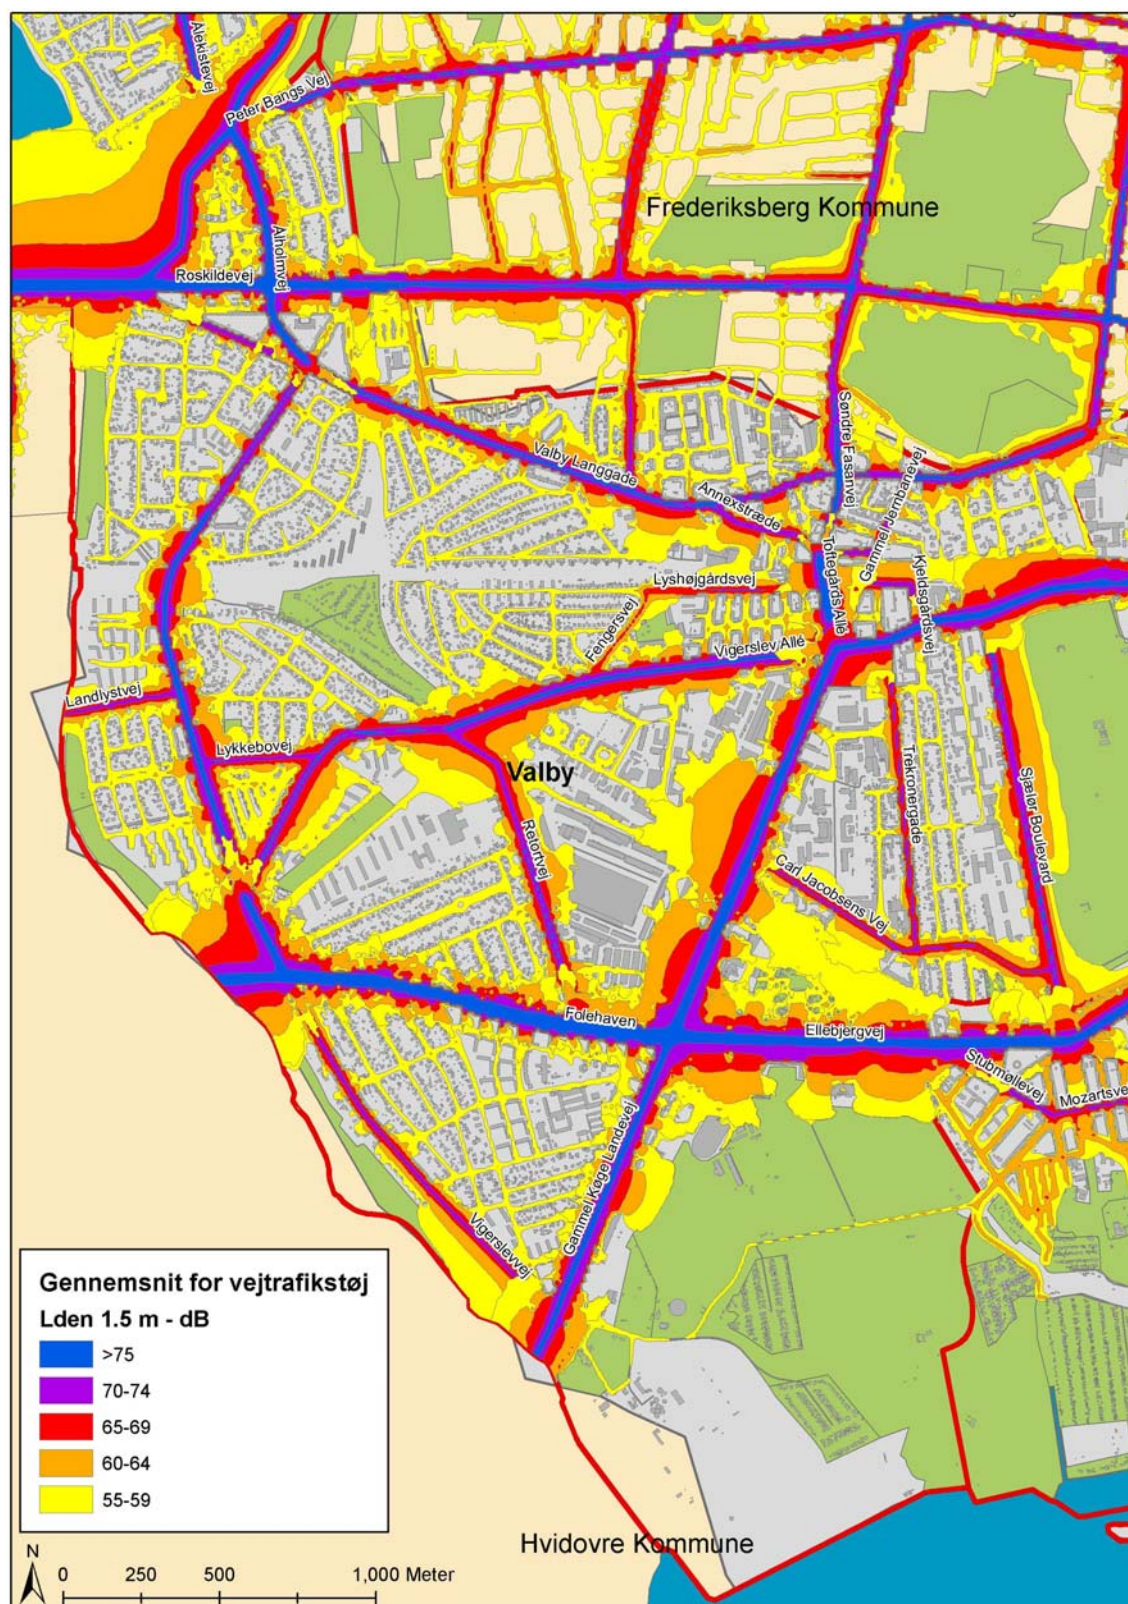 Ålekistevej
Peter Bangs Vej
Frederiksberg Kommune
Ålholmvej
Roskildevej
Søndre Fasanvej
Valby Langgade
Annexstræde
Gammel Jernbanevej
Toftegårds Allé
Kjeldsgårdsvej
Lyshøjgårdsvej
Fengersvej
Vigerslev Allé
Landlystvej
Lykkebovej
Valby
Trekronergade
Sjælør Boulevard
Retortvej
Carl Jacobsens Vej
Folehaven
Ellebjergvej
Stubmøllevej
Mozartsve
Gammel Køge Landevej
Vigerslevvej
Gennemsnit for vejtrafikstøj
Lden 1.5 m - dB
>75
70-74
65-69
60-64
55-59
Hvidovre Kommune
N
0 250 500 1,000 Meter